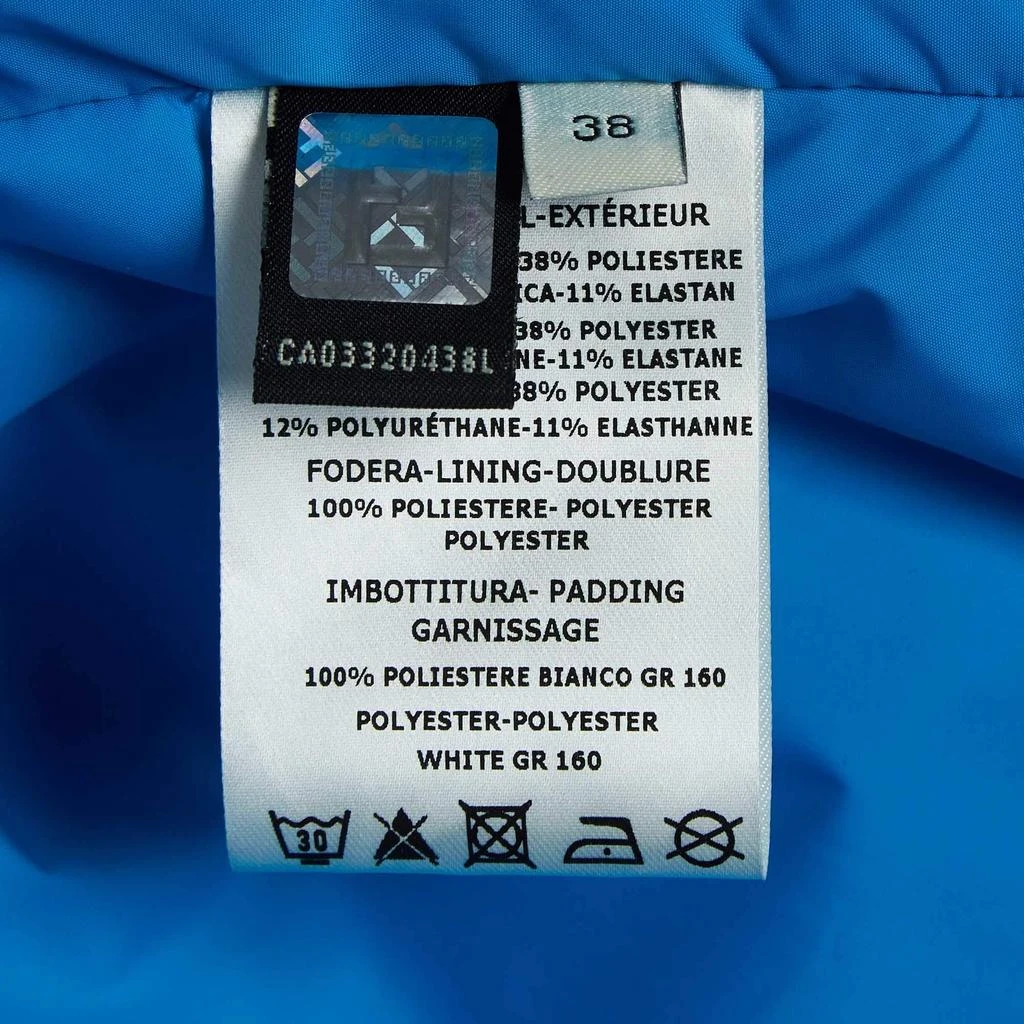 38
L-EXTÉRIEUR
38% POLIESTERE
ICA-11% ELASTAN
38% POLYESTER
NE-11% ELASTANE
38% POLYESTER
CA03320438L
12% POLYURÉTHANE-11% ELASTHANNE
FODERA-LINING-DOUBLURE
100% POLIESTERE- POLYESTER
POLYESTER
IMBOTTITURA- PADDING
GARNISSAGE
100% POLIESTERE BIANCO GR 160
POLYESTER-POLYESTER
WHITE GR 160
30